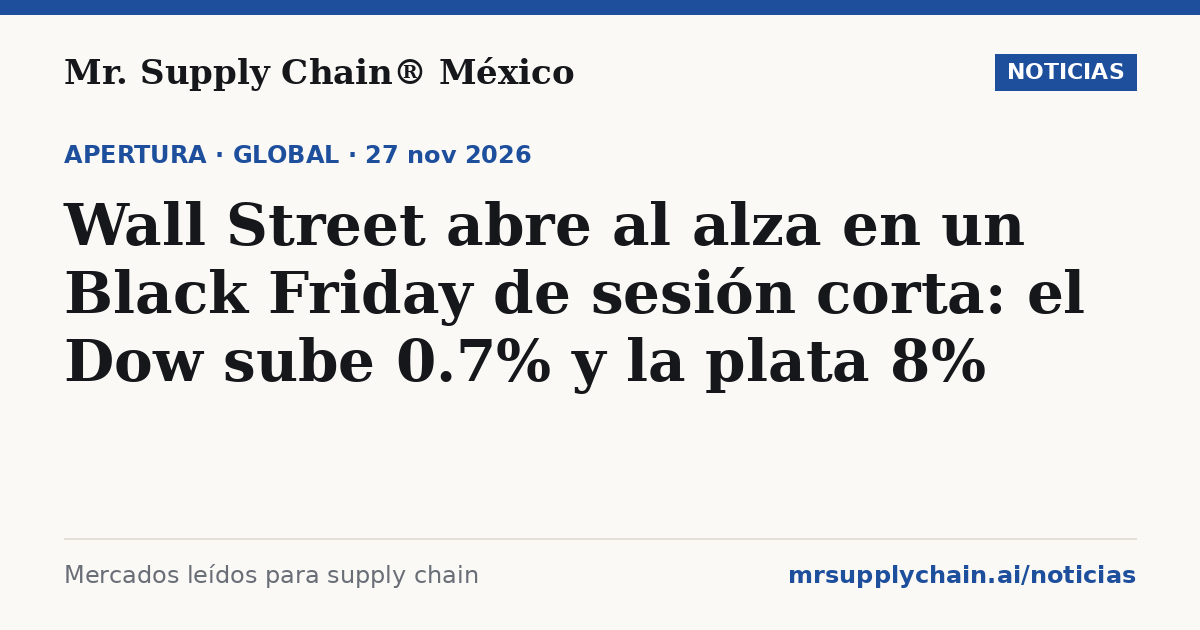 Mr. Supply Chain® México
NOTICIAS
APERTURA · GLOBAL · 27 nov 2026
Wall Street abre al alza en un
Black Friday de sesión corta: el
Dow sube 0.7% y la plata 8%
Mercados leídos para supply chain
mrsupplychain.ai/noticias